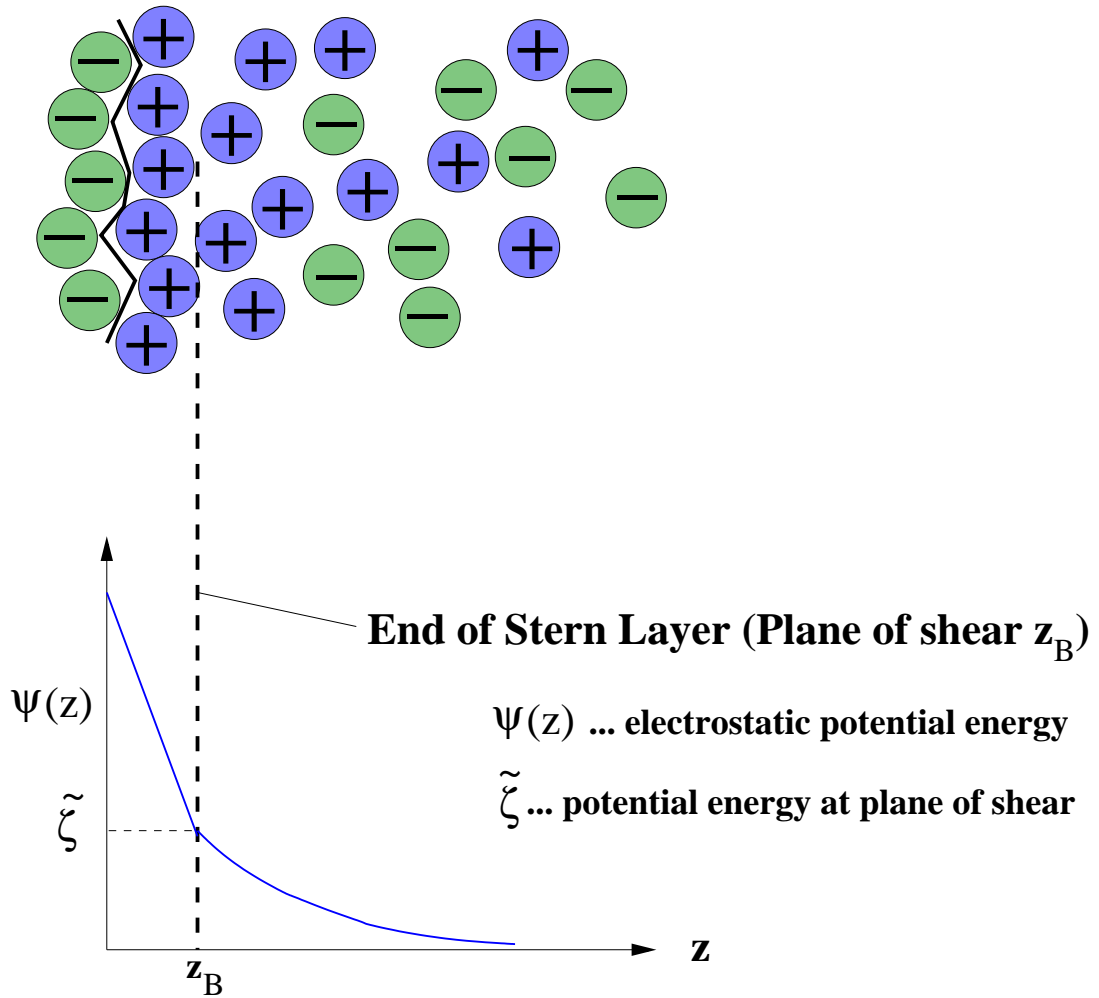 End of Stern Layer (Plane of shear z_B)
Ψ(z)
Ψ(z) ... electrostatic potential energy
ζ̃
ζ̃ ... potential energy at plane of shear
z
z_B